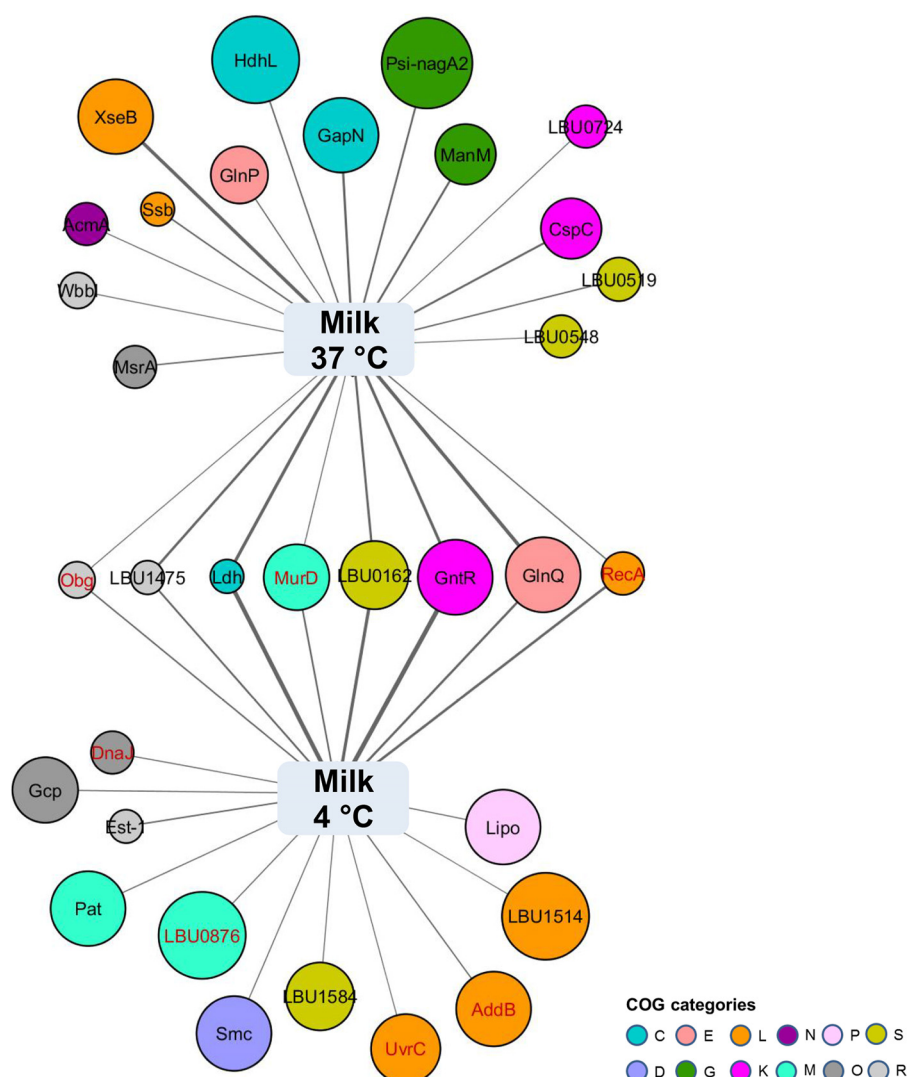 HdhL
Psi-nagA2
XseB
GapN
LBU0724
ManM
GlnP
Ssb
AcmA
CspC
LBU0519
WbbI
LBU0548
MsrA
Milk
37 °C
Obg
LBU1475
Ldh
MurD
LBU0162
GntR
GlnQ
RecA
DnaJ
Gcp
Est-1
Milk
4 °C
Lipo
Pat
LBU0876
LBU1514
LBU1584
Smc
AddB
UvrC
COG categories
C E L N P S
D G K M O R